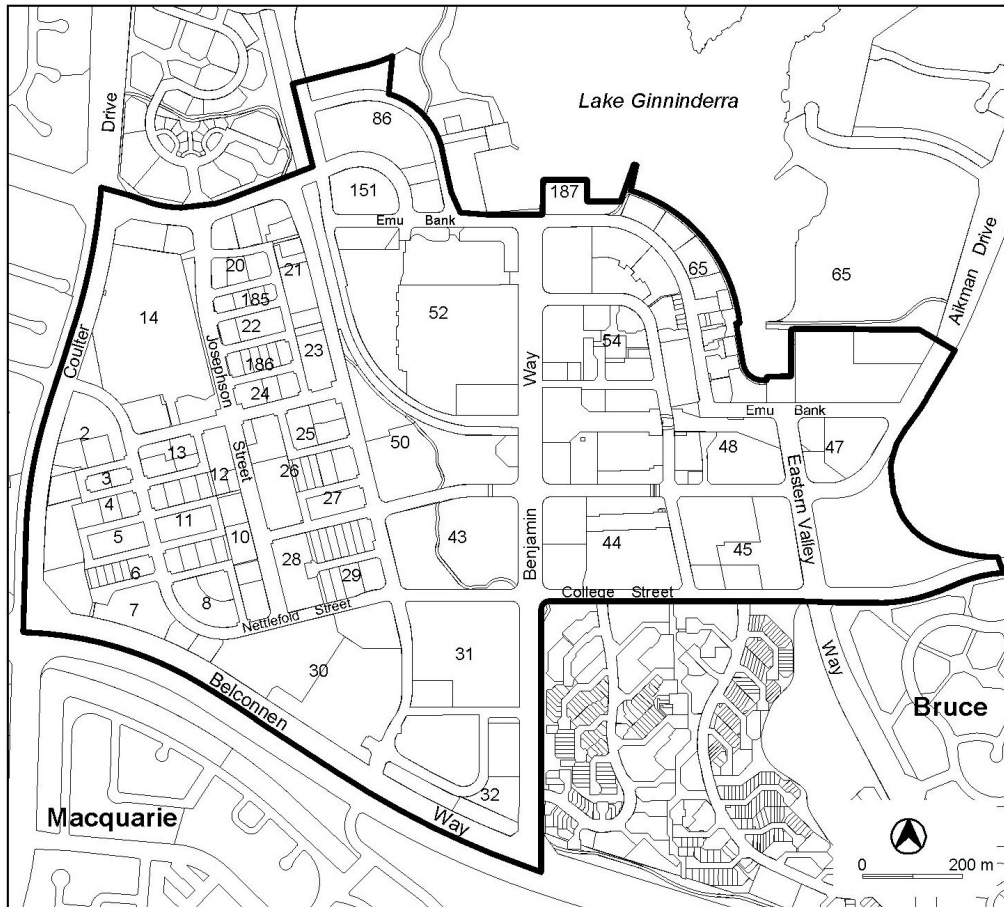 Lake Ginninderra
Drive
86
151
187
Emu Bank
65
65
Aikman Drive
20
21
185
14
52
22
54
Way
Coulter
Josephson
23
186
24
Emu Bank
2
25
50
48
47
13
Street
3
12
26
Eastern Valley
4
27
11
5
10
43
Benjamin
44
45
28
6
29
College Street
7
8
Nettlefold Street
30
31
Way
Belconnen
Bruce
32
Way
Macquarie
0 200 m